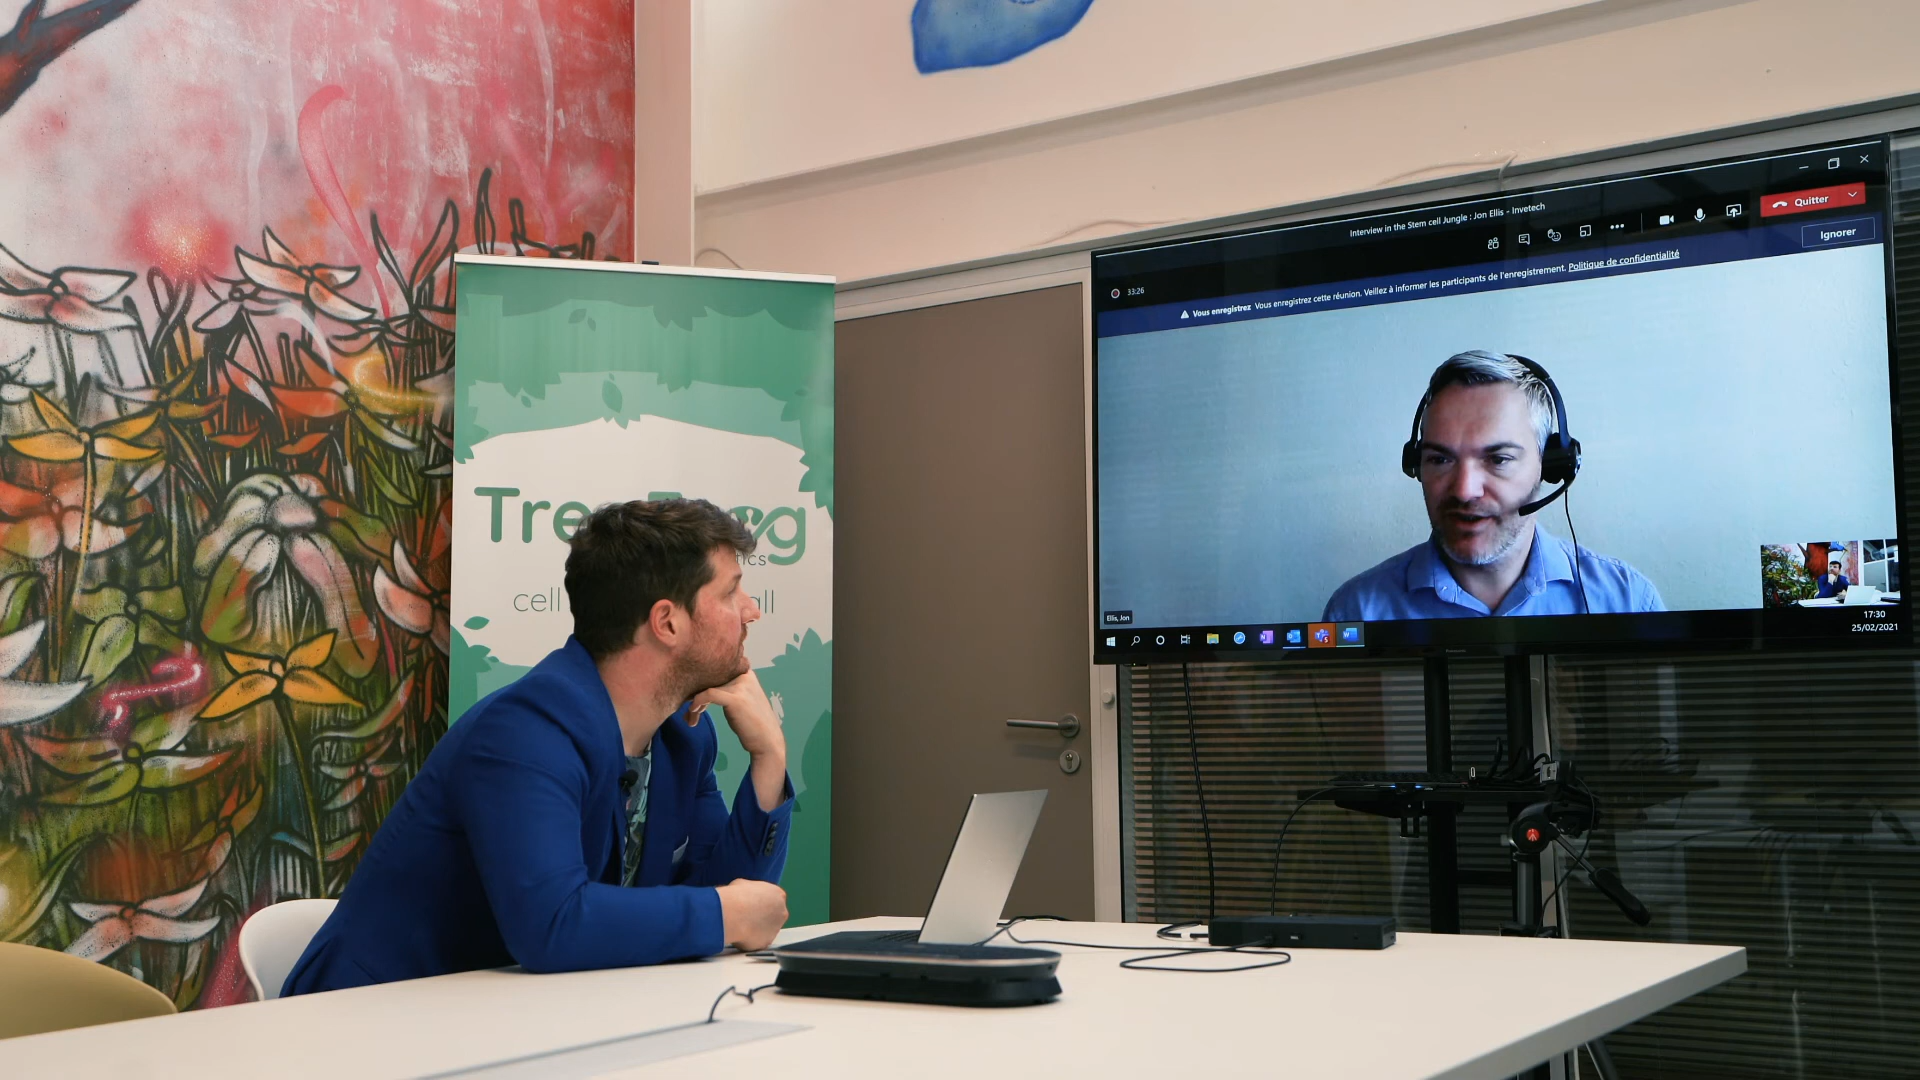 Interview in the Stem cell Jungle : Jon Ellis - Invetech
Quitter
Ignorer
33:26
Vous enregistrez Vous enregistrez cette réunion. Veillez à informer les participants de l'enregistrement. Politique de confidentialité
Ellis, Jon
17:30
25/02/2021
cell